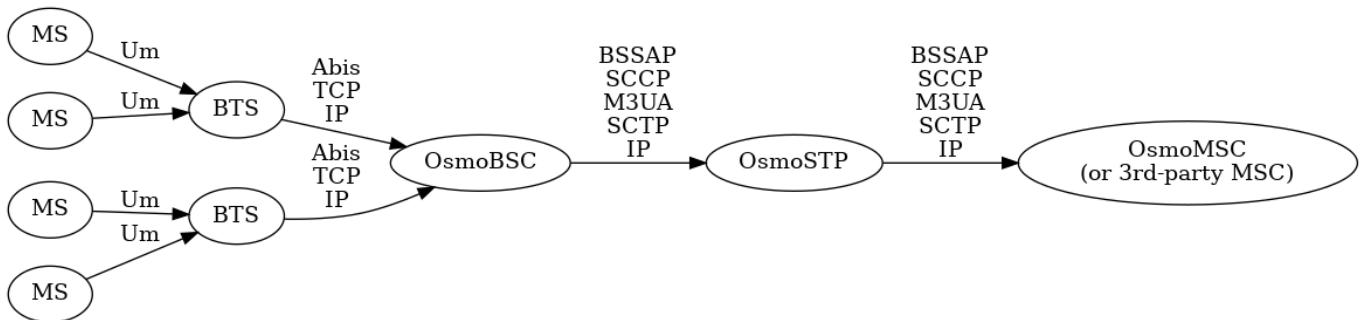 MS
Um
MS
Um
BTS
Abis
TCP
IP
MS
Um
MS
Um
BTS
Abis
TCP
IP
OsmoBSC
BSSAP
SCCP
M3UA
SCTP
IP
OsmoSTP
BSSAP
SCCP
M3UA
SCTP
IP
OsmoMSC
(or 3rd-party MSC)